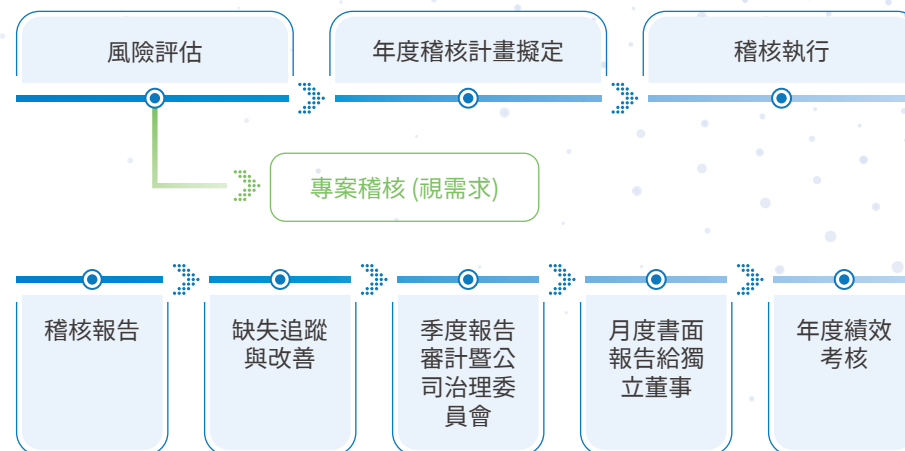 風險評估
年度稽核計畫擬定
稽核執行
專案稽核 (視需求)
稽核報告
缺失追蹤
與改善
季度報告
審計暨公
司治理委
員會
月度書面
報告給獨
立董事
年度績效
考核